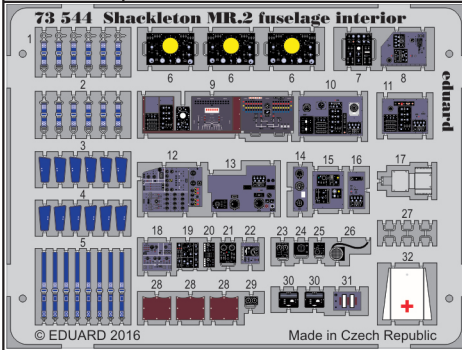 73 544 Shackleton MR.2 fuselage interior
1
6 6 6 7 8
eduard
2 9 10 11
3
12 13 14 15 16 17
4
27
5 18 19 20 21 22 23 24 25 26
32
28 28 28 29 30 30 31
© EDUARD 2016 Made in Czech Republic